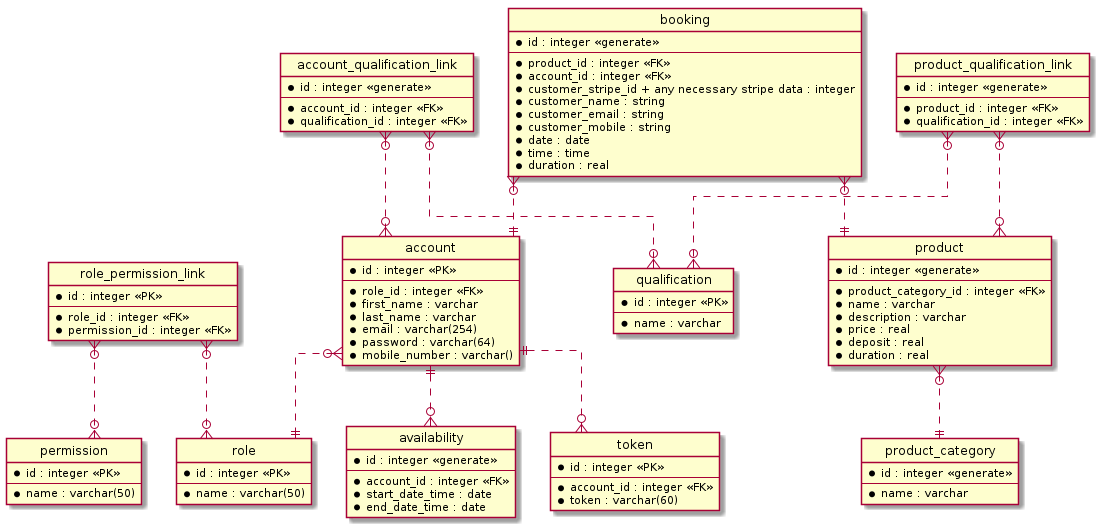 booking
id : integer «generate»
product_id : integer «FK»
account_id : integer «FK»
customer_stripe_id + any necessary stripe data : integer
customer_name : string
customer_email : string
customer_mobile : string
date : date
time : time
duration : real
account_qualification_link
id : integer «generate»
account_id : integer «FK»
qualification_id : integer «FK»
product_qualification_link
id : integer «generate»
product_id : integer «FK»
qualification_id : integer «FK»
account
id : integer «PK»
role_id : integer «FK»
first_name : varchar
last_name : varchar
email : varchar(254)
password : varchar(64)
mobile_number : varchar()
product
id : integer «generate»
product_category_id : integer «FK»
name : varchar
description : varchar
price : real
deposit : real
duration : real
role_permission_link
id : integer «PK»
role_id : integer «FK»
permission_id : integer «FK»
qualification
id : integer «PK»
name : varchar
permission
id : integer «PK»
name : varchar(50)
role
id : integer «PK»
name : varchar(50)
availability
id : integer «generate»
account_id : integer «FK»
start_date_time : date
end_date_time : date
token
id : integer «PK»
account_id : integer «FK»
token : varchar(60)
product_category
id : integer «generate»
name : varchar